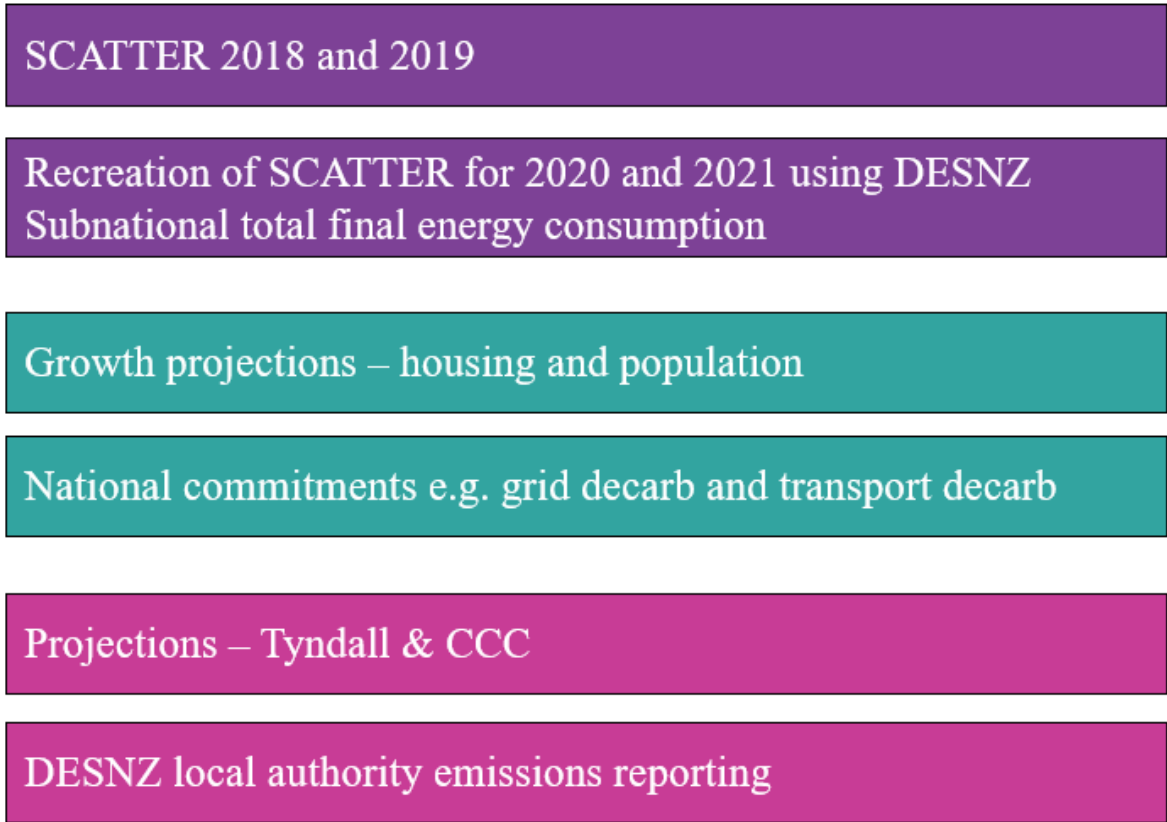 SCATTER 2018 and 2019
Recreation of SCATTER for 2020 and 2021 using DESNZ
Subnational total final energy consumption
Growth projections – housing and population
National commitments e.g. grid decarb and transport decarb
Projections – Tyndall & CCC
DESNZ local authority emissions reporting